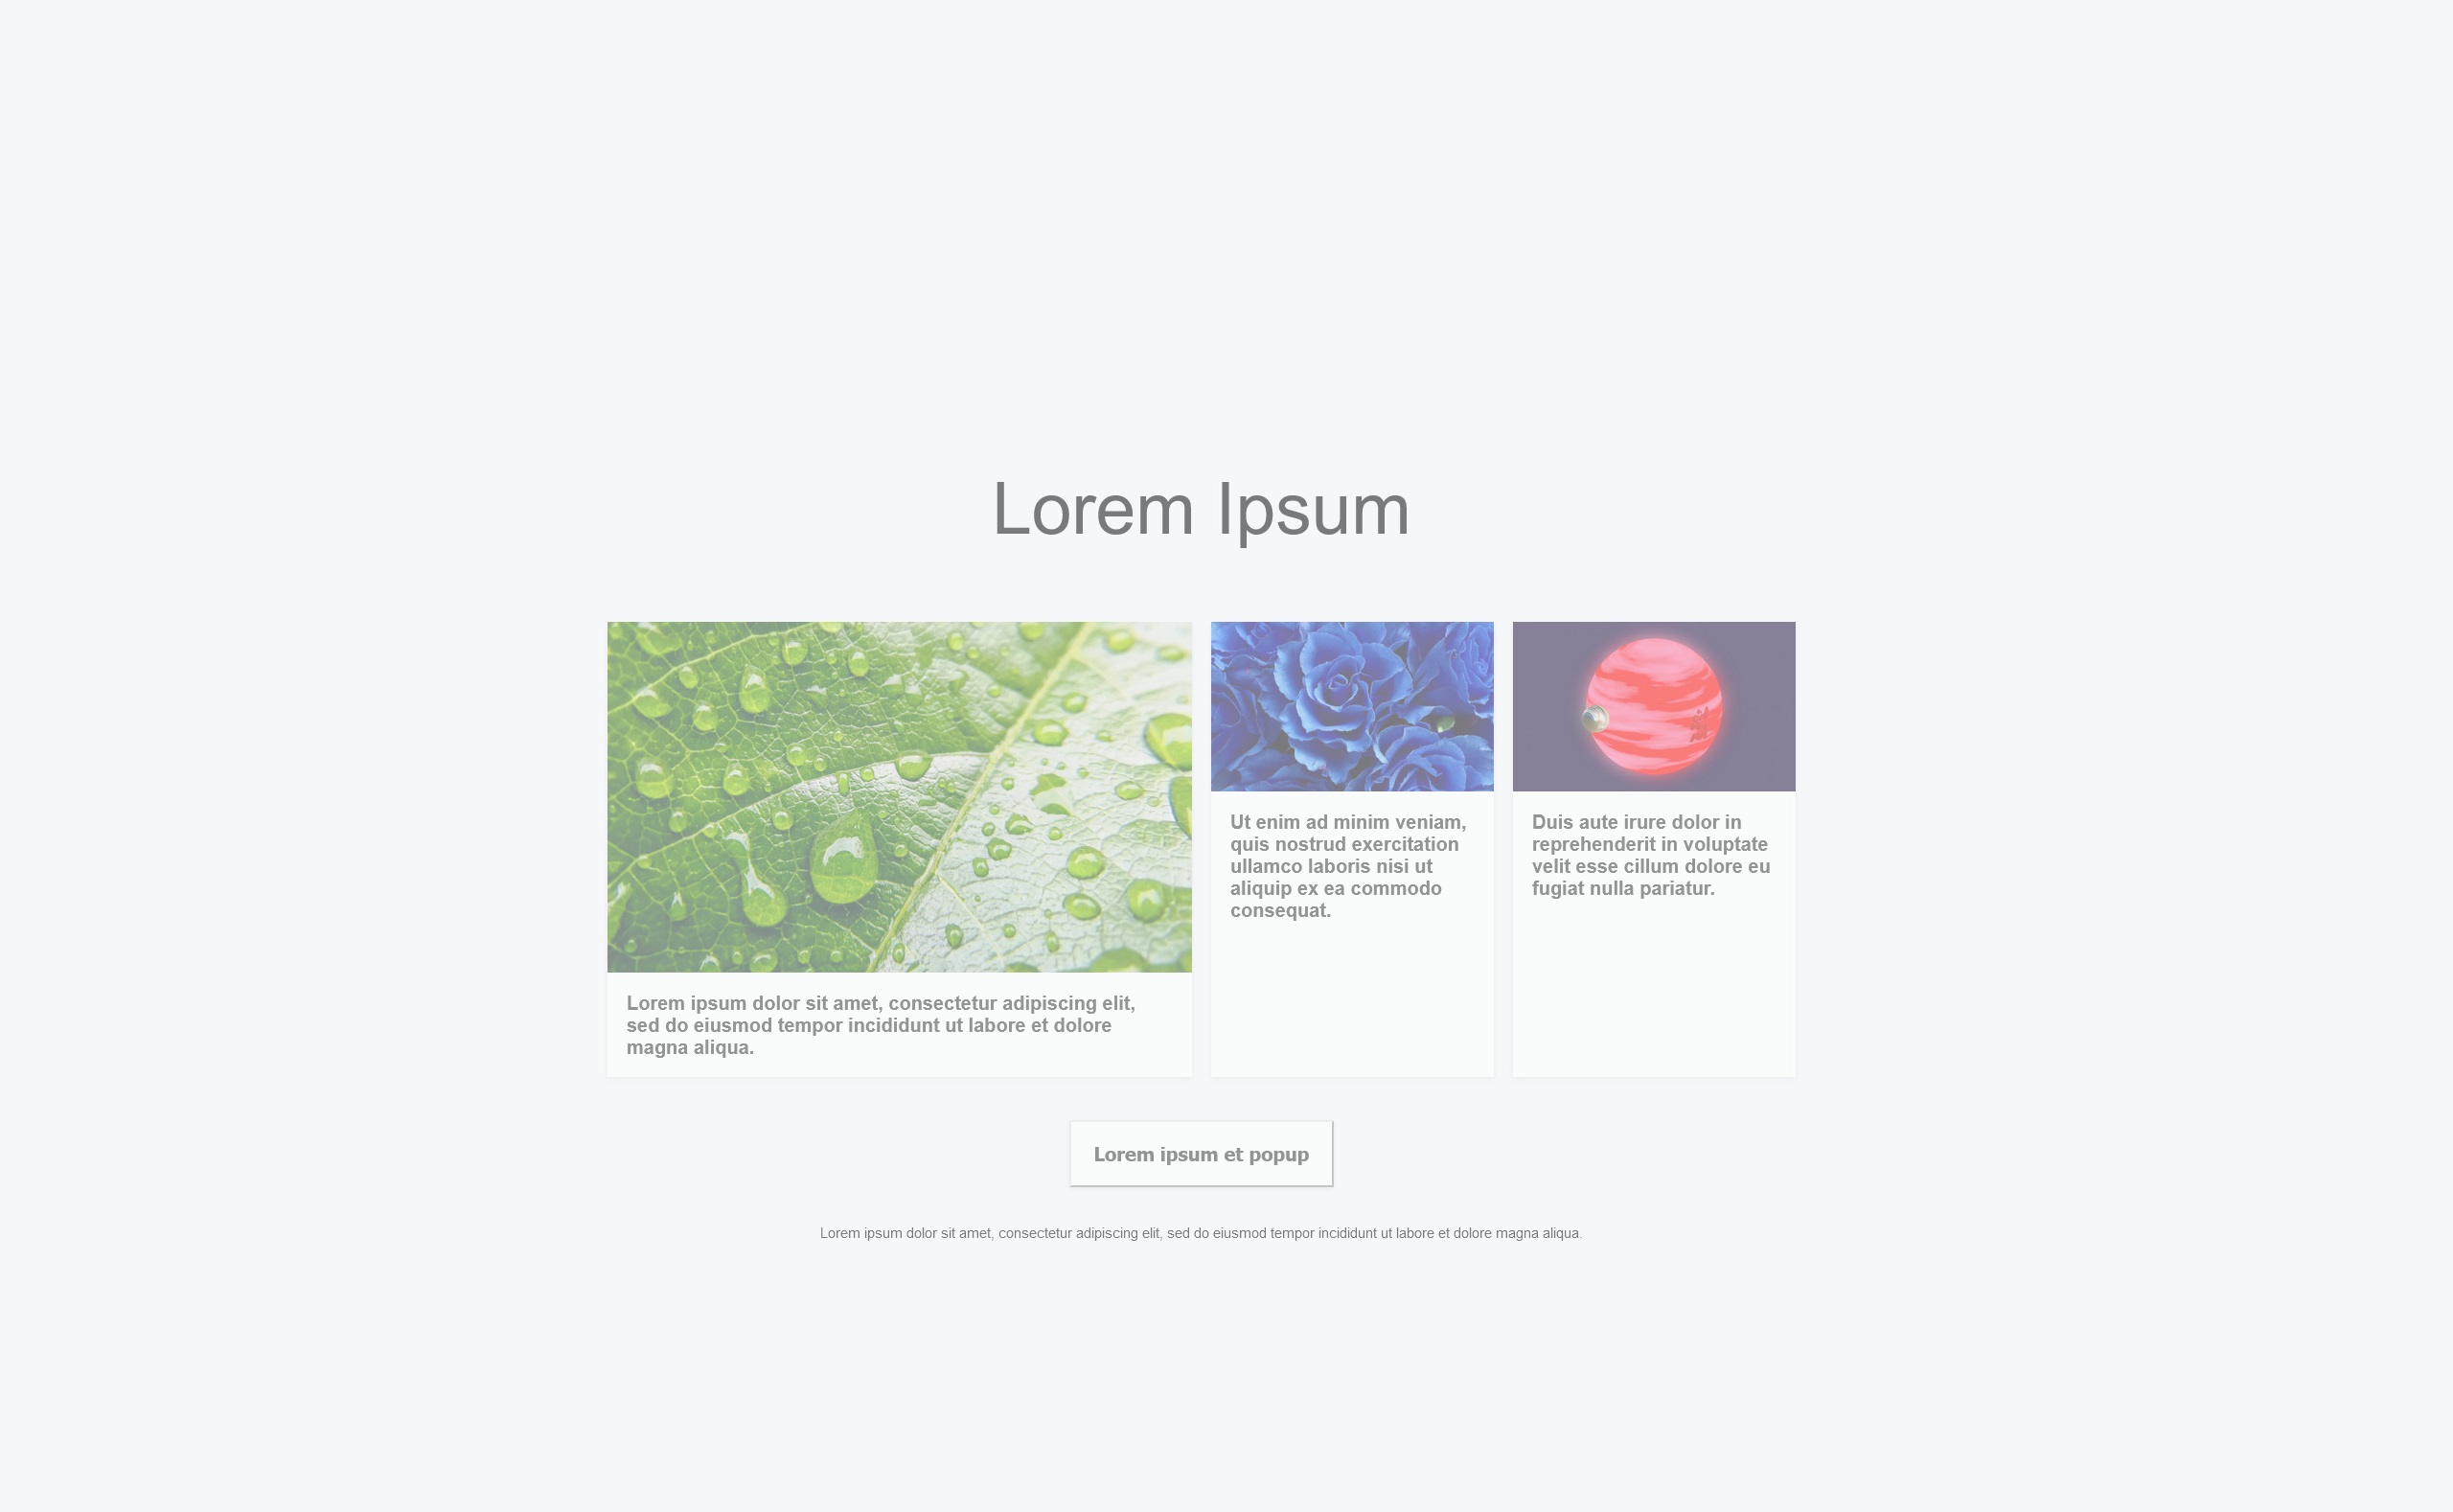 Lorem Ipsum
Lorem ipsum dolor sit amet, consectetur adipiscing elit,
sed do eiusmod tempor incididunt ut labore et dolore
magna aliqua.
Ut enim ad minim veniam,
quis nostrud exercitation
ullamco laboris nisi ut
aliquip ex ea commodo
consequat.
Duis aute irure dolor in
reprehenderit in voluptate
velit esse cillum dolore eu
fugiat nulla pariatur.
Lorem ipsum et popup
Lorem ipsum dolor sit amet, consectetur adipiscing elit, sed do eiusmod tempor incididunt ut labore et dolore magna aliqua.